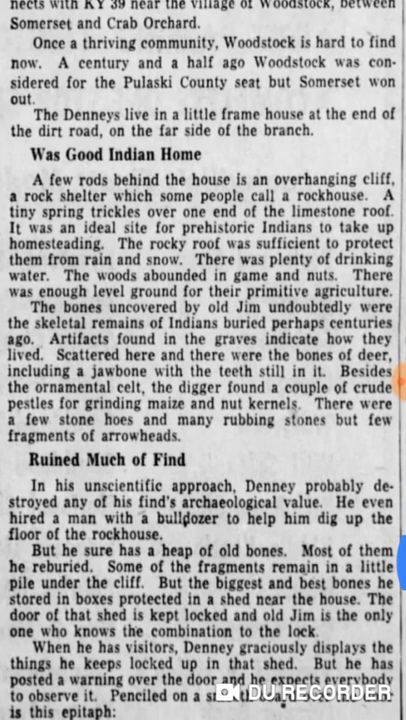 nects with KY 39 near the village of Woodstock, between
Somerset and Crab Orchard.
Once a thriving community, Woodstock is hard to find
now. A century and a half ago Woodstock was con-
sidered for the Pulaski County seat but Somerset won
out.
The Denneys live in a little frame house at the end of
the dirt road, on the far side of the branch.
Was Good Indian Home
A few rods behind the house is an overhanging cliff,
a rock shelter which some people call a rockhouse. A
tiny spring trickles over one end of the limestone roof.
It was an ideal site for prehistoric Indians to take up
homesteading. The rocky roof was sufficient to protect
them from rain and snow. There was plenty of drinking
water. The woods abounded in game and nuts. There
was enough level ground for their primitive agriculture.
The bones uncovered by old Jim undoubtedly were
the skeletal remains of Indians buried perhaps centuries
ago. Artifacts found in the graves indicate how they
lived. Scattered here and there were the bones of deer,
including a jawbone with the teeth still in it. Besides
the ornamental celt, the digger found a couple of crude
pestles for grinding maize and nut kernels. There were
a few stone hoes and many rubbing stones but few
fragments of arrowheads.
Ruined Much of Find
In his unscientific approach, Denney probably de-
stroyed any of his find's archaeological value. He even
hired a man with a bulldozer to help him dig up the
floor of the rockhouse.
But he sure has a heap of old bones. Most of them
he reburied. Some of the fragments remain in a little
pile under the cliff. But the biggest and best bones he
stored in boxes protected in a shed near the house. The
door of that shed is kept locked and old Jim is the only
one who knows the combination to the lock.
When he has visitors, Denney graciously displays the
things he keeps locked up in that shed. But he has
posted a warning over the door and he expects everybody
to observe it. Penciled on a
is this epitaph:
DU RECORDER